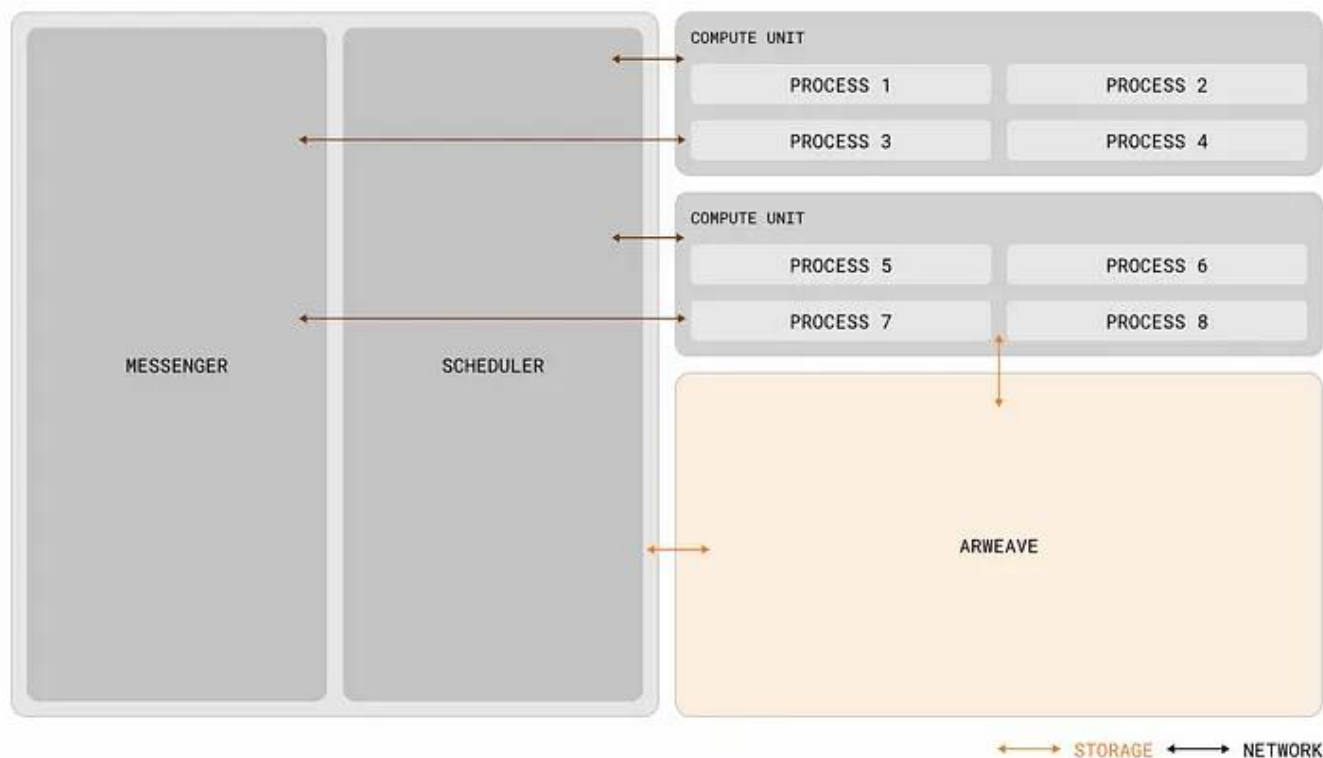 COMPUTE UNIT
PROCESS 1
PROCESS 2
PROCESS 3
PROCESS 4
COMPUTE UNIT
PROCESS 5
PROCESS 6
PROCESS 7
PROCESS 8
MESSENGER
SCHEDULER
ARWEAVE
STORAGE
NETWORK